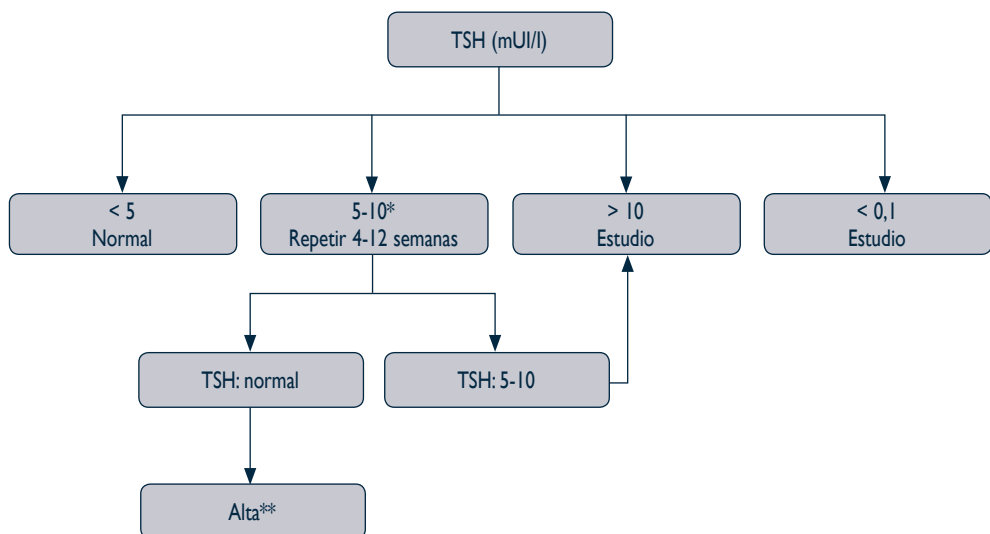 TSH (mUI/l)
< 5
Normal
5-10*
Repetir 4-12 semanas
> 10
Estudio
< 0,1
Estudio
TSH: normal
TSH: 5-10
Alta**